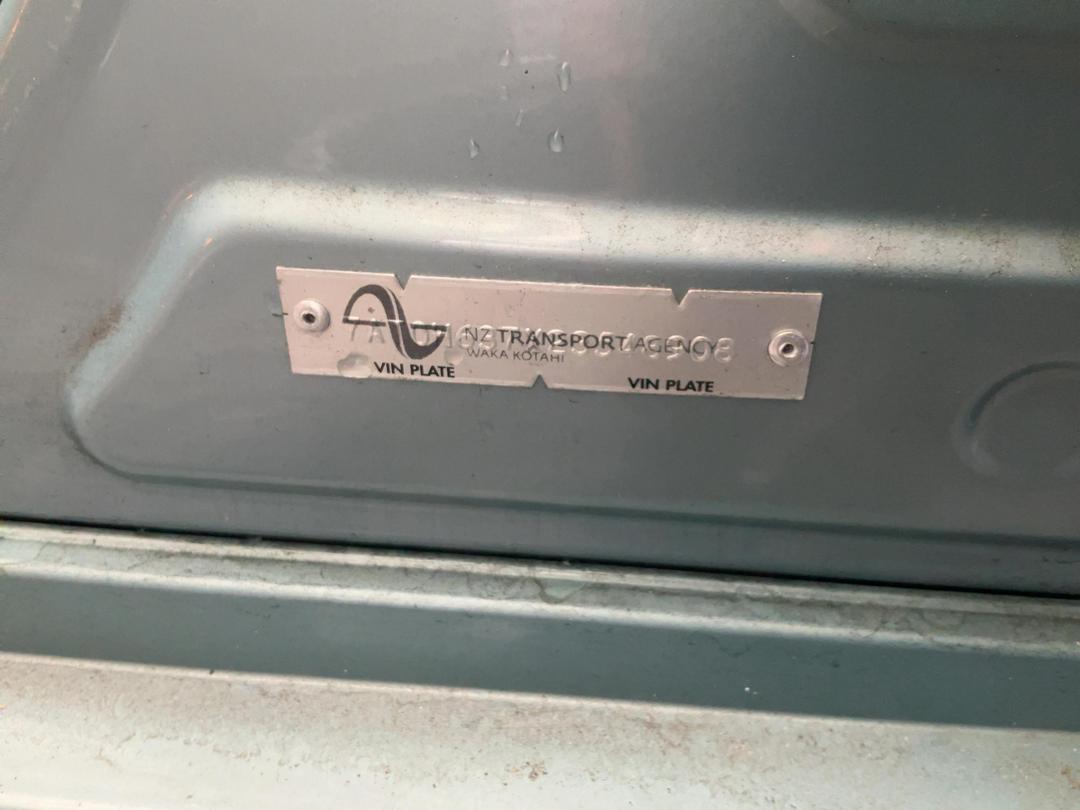 NZ TRANSPORT AGENCY
WAKA KOTAHI
VIN PLATE
VIN PLATE